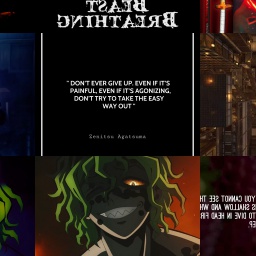 BEAST
BREATHING
" DON'T EVER GIVE UP. EVEN IF IT'S
PAINFUL, EVEN IF IT'S AGONIZING,
DON'T TRY TO TAKE THE EASY
WAY OUT "
Zenitsu Agatsuma
YOU CANNOT SEE TH
S SHALLOW AND WH
TO DIVE IN HEAD FIR